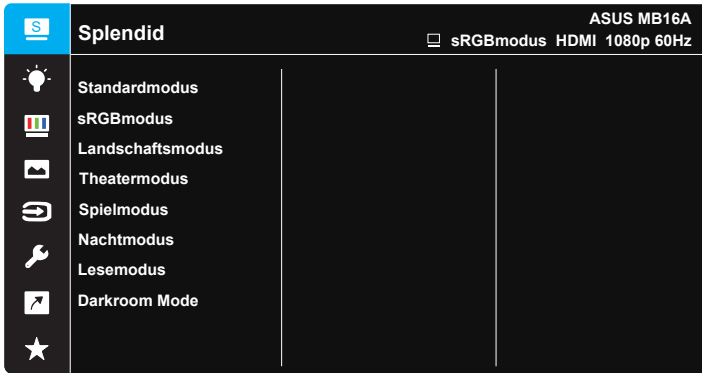 S
Splendid
ASUS MB16A
sRGBmodus HDMI 1080p 60Hz
Standardmodus
sRGBmodus
Landschaftsmodus
Theatermodus
Spielmodus
Nachtmodus
Lesemodus
Darkroom Mode